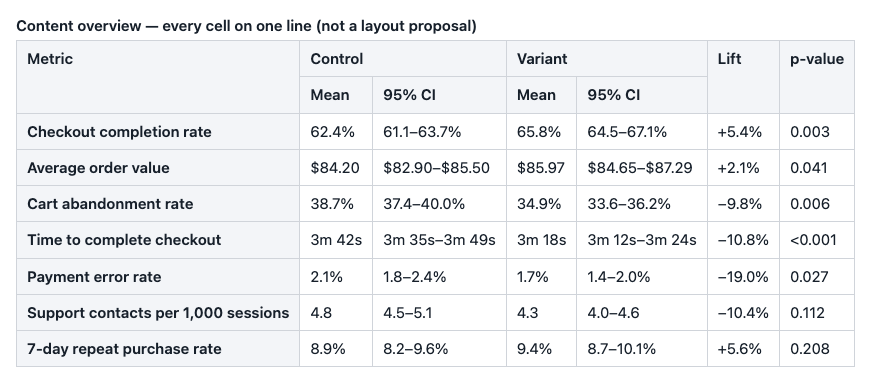 Content overview — every cell on one line (not a layout proposal)
Metric Control Variant Lift p-value
Mean 95% CI Mean 95% CI
Checkout completion rate 62.4% 61.1–63.7% 65.8% 64.5–67.1% +5.4% 0.003
Average order value $84.20 $82.90–$85.50 $85.97 $84.65–$87.29 +2.1% 0.041
Cart abandonment rate 38.7% 37.4–40.0% 34.9% 33.6–36.2% −9.8% 0.006
Time to complete checkout 3m 42s 3m 35s–3m 49s 3m 18s 3m 12s–3m 24s −10.8% <0.001
Payment error rate 2.1% 1.8–2.4% 1.7% 1.4–2.0% −19.0% 0.027
Support contacts per 1,000 sessions 4.8 4.5–5.1 4.3 4.0–4.6 −10.4% 0.112
7-day repeat purchase rate 8.9% 8.2–9.6% 9.4% 8.7–10.1% +5.6% 0.208